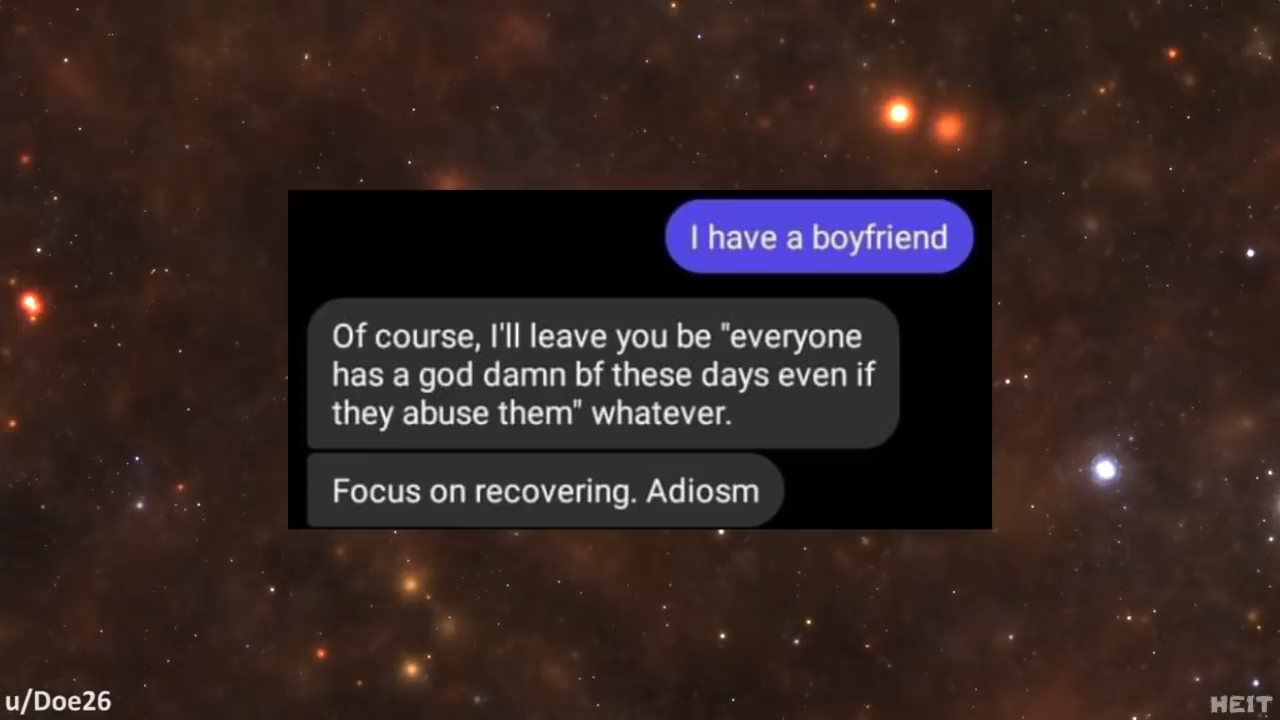 I have a boyfriend
Of course, I'll leave you be "everyone
has a god damn bf these days even if
they abuse them" whatever.
Focus on recovering. Adiosm
u/Doe26
HEIT